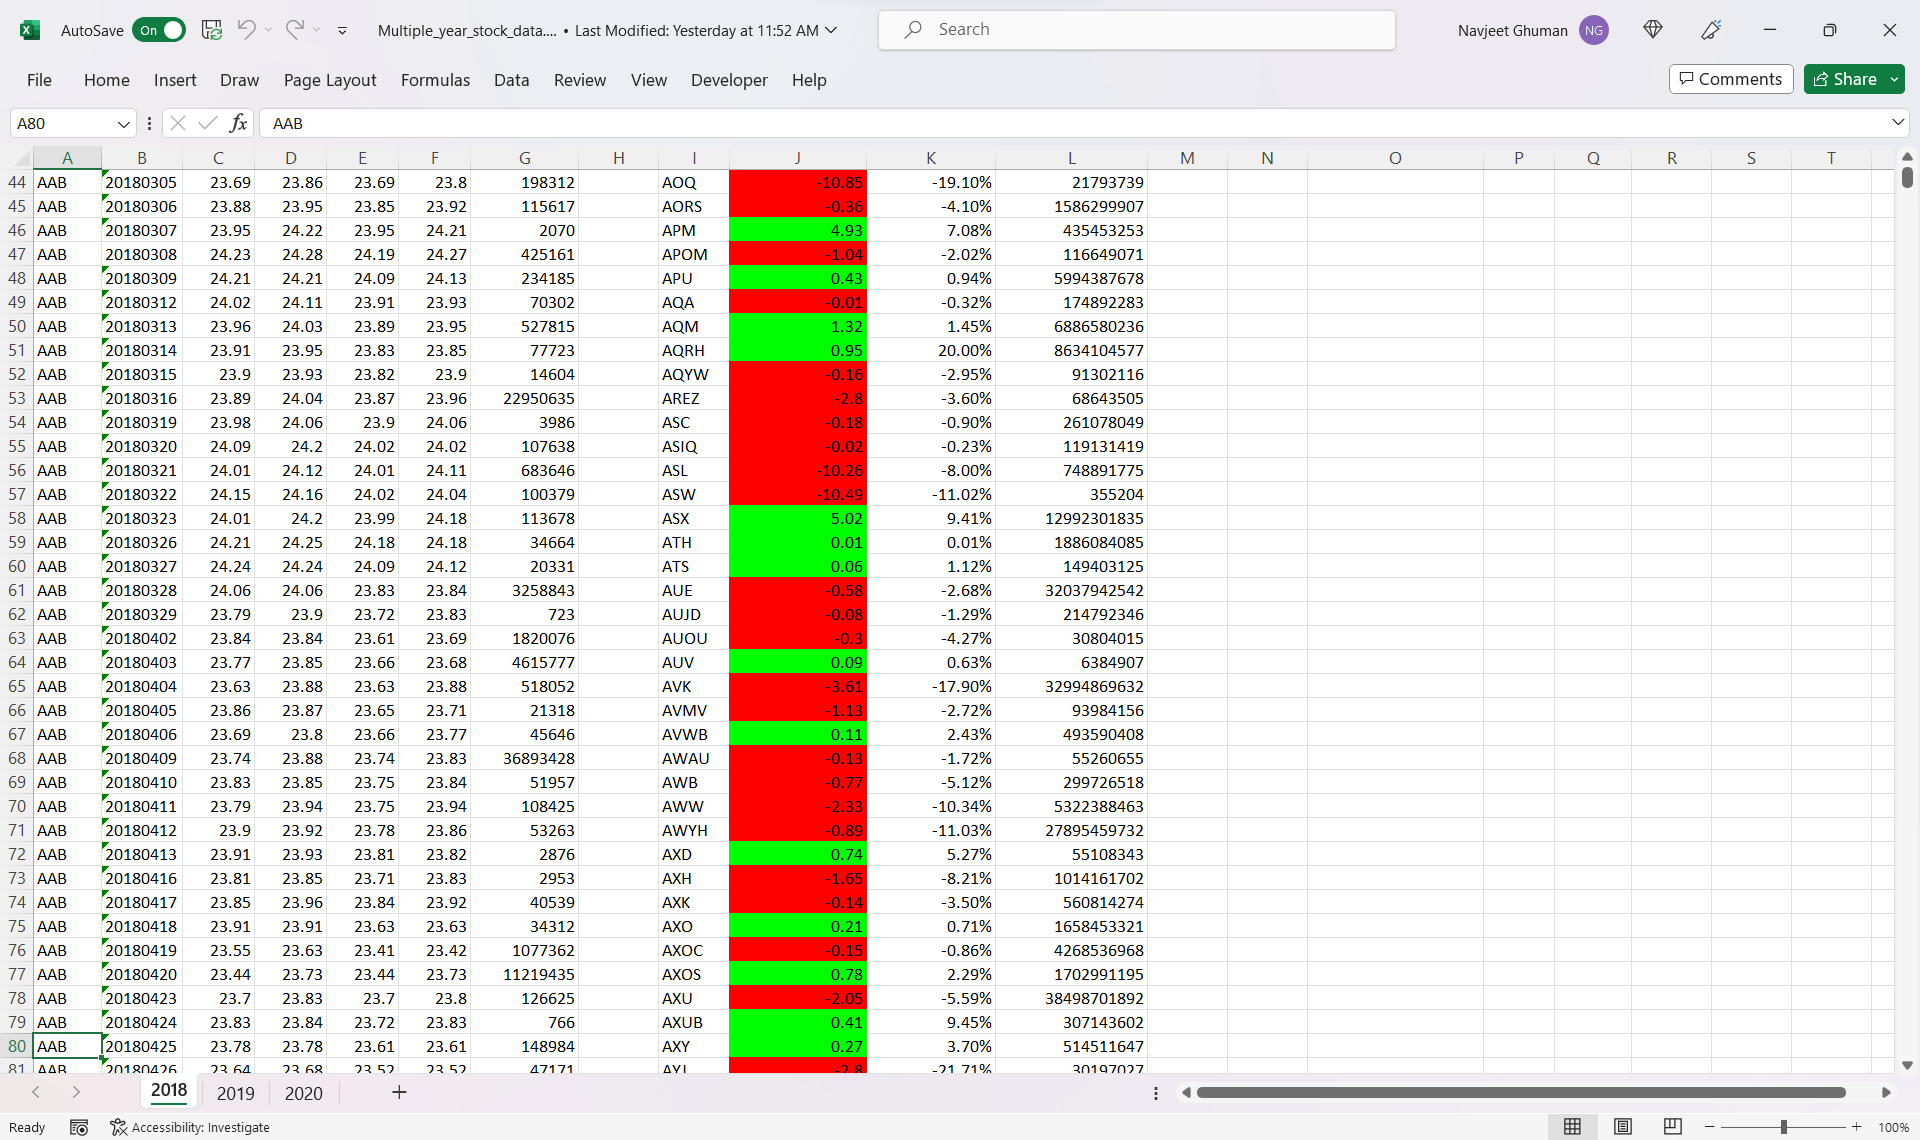 AutoSave On Multiple_year_stock_data.... • Last Modified: Yesterday at 11:52 AM Search Navjeet Ghuman NG
File Home Insert Draw Page Layout Formulas Data Review View Developer Help Comments Share
A80 fx AAB
A B C D E F G H I J K L M N O P Q R S T
44 AAB 20180305 23.69 23.86 23.69 23.8 198312 AOQ -10.85 -19.10% 21793739
45 AAB 20180306 23.88 23.95 23.85 23.92 115617 AORS -0.36 -4.10% 1586299907
46 AAB 20180307 23.95 24.22 23.95 24.21 2070 APM 4.93 7.08% 435453253
47 AAB 20180308 24.23 24.28 24.19 24.27 425161 APOM -1.04 -2.02% 116649071
48 AAB 20180309 24.21 24.21 24.09 24.13 234185 APU 0.43 0.94% 5994387678
49 AAB 20180312 24.02 24.11 23.91 23.93 70302 AQA -0.01 -0.32% 174892283
50 AAB 20180313 23.96 24.03 23.89 23.95 527815 AQM 1.32 1.45% 6886580236
51 AAB 20180314 23.91 23.95 23.83 23.85 77723 AQRH 0.95 20.00% 8634104577
52 AAB 20180315 23.9 23.93 23.82 23.9 14604 AQYW -0.16 -2.95% 91302116
53 AAB 20180316 23.89 24.04 23.87 23.96 22950635 AREZ -2.8 -3.60% 68643505
54 AAB 20180319 23.98 24.06 23.9 24.06 3986 ASC -0.18 -0.90% 261078049
55 AAB 20180320 24.09 24.2 24.02 24.02 107638 ASIQ -0.02 -0.23% 119131419
56 AAB 20180321 24.01 24.12 24.01 24.11 683646 ASL -10.26 -8.00% 748891775
57 AAB 20180322 24.15 24.16 24.02 24.04 100379 ASW -10.49 -11.02% 355204
58 AAB 20180323 24.01 24.2 23.99 24.18 113678 ASX 5.02 9.41% 12992301835
59 AAB 20180326 24.21 24.25 24.18 24.18 34664 ATH 0.01 0.01% 1886084085
60 AAB 20180327 24.24 24.24 24.09 24.12 20331 ATS 0.06 1.12% 149403125
61 AAB 20180328 24.06 24.06 23.83 23.84 3258843 AUE -0.58 -2.68% 32037942542
62 AAB 20180329 23.79 23.9 23.72 23.83 723 AUJD -0.08 -1.29% 214792346
63 AAB 20180402 23.84 23.84 23.61 23.69 1820076 AUOU -0.3 -4.27% 30804015
64 AAB 20180403 23.77 23.85 23.66 23.68 4615777 AUV 0.09 0.63% 6384907
65 AAB 20180404 23.63 23.88 23.63 23.88 518052 AVK -3.61 -17.90% 32994869632
66 AAB 20180405 23.86 23.87 23.65 23.71 21318 AVMV -1.13 -2.72% 93984156
67 AAB 20180406 23.69 23.8 23.66 23.77 45646 AVWB 0.11 2.43% 493590408
68 AAB 20180409 23.74 23.88 23.74 23.83 36893428 AWAU -0.13 -1.72% 55260655
69 AAB 20180410 23.83 23.85 23.75 23.84 51957 AWB -0.77 -5.12% 299726518
70 AAB 20180411 23.79 23.94 23.75 23.94 108425 AWW -2.33 -10.34% 5322388463
71 AAB 20180412 23.9 23.92 23.78 23.86 53263 AWYH -0.89 -11.03% 27895459732
72 AAB 20180413 23.91 23.93 23.81 23.82 2876 AXD 0.74 5.27% 55108343
73 AAB 20180416 23.81 23.85 23.71 23.83 2953 AXH -1.65 -8.21% 1014161702
74 AAB 20180417 23.85 23.96 23.84 23.92 40539 AXK -0.14 -3.50% 560814274
75 AAB 20180418 23.91 23.91 23.63 23.63 34312 AXO 0.21 0.71% 1658453321
76 AAB 20180419 23.55 23.63 23.41 23.42 1077362 AXOC -0.15 -0.86% 4268536968
77 AAB 20180420 23.44 23.73 23.44 23.73 11219435 AXOS 0.78 2.29% 1702991195
78 AAB 20180423 23.7 23.83 23.7 23.8 126625 AXU -2.05 -5.59% 38498701892
79 AAB 20180424 23.83 23.84 23.72 23.83 766 AXUB 0.41 9.45% 307143602
80 AAB 20180425 23.78 23.78 23.61 23.61 148984 AXY 0.27 3.70% 514511647
81 AAB 20180426 23.64 23.68 23.52 23.52 47171 AYJ -2.8 -21.71% 30197027
2018 2019 2020
Ready Accessibility: Investigate 100%